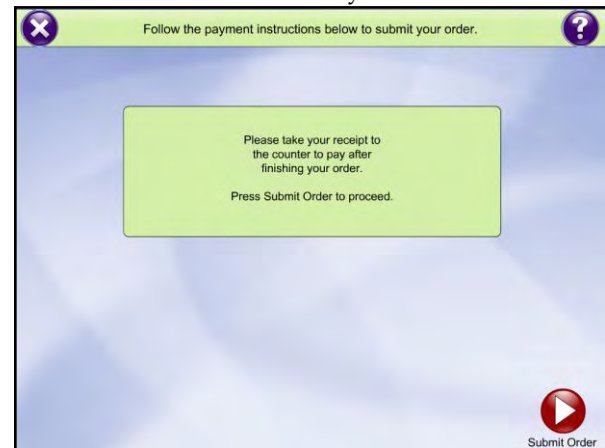 Follow the payment instructions below to submit your order.
?
Please take your receipt to
the counter to pay after
finishing your order.
Press Submit Order to proceed.
Submit Order